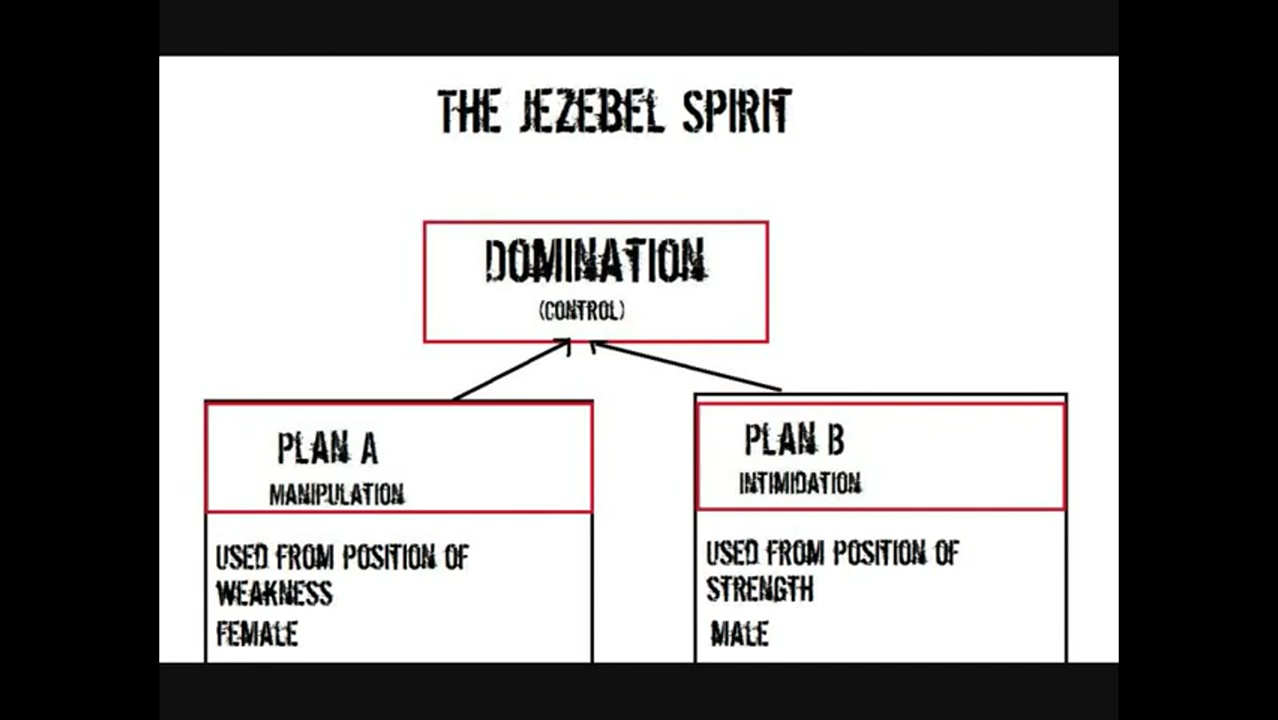 THE JEZEBEL SPIRIT
DOMINATION
(CONTROL)
PLAN A
MANIPULATION
USED FROM POSITION OF
WEAKNESS
FEMALE
PLAN B
INTIMIDATION
USED FROM POSITION OF
STRENGTH
MALE